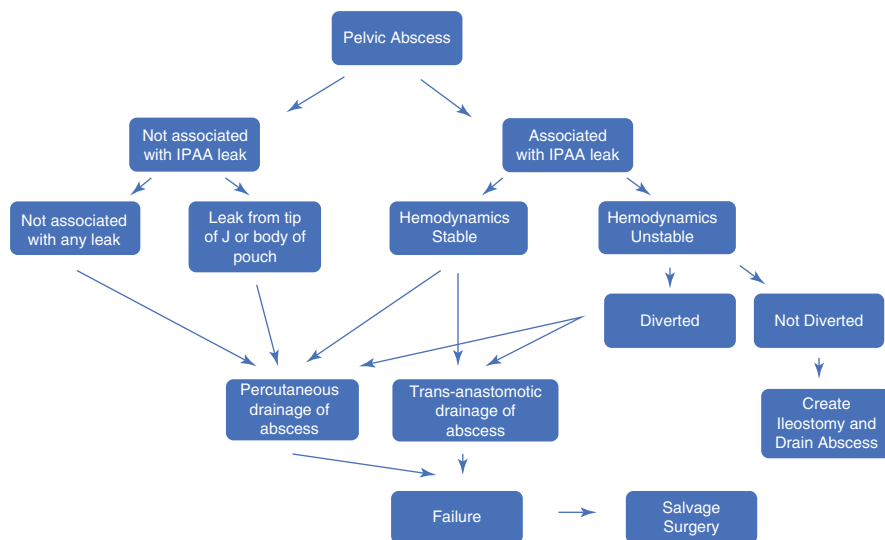 Pelvic Abscess
Not associated
with IPAA leak
Associated
with IPAA leak
Not associated
with any leak
Leak from tip
of J or body of
pouch
Hemodynamics
Stable
Hemodynamics
Unstable
Diverted
Not Diverted
Percutaneous
drainage of
abscess
Trans-anastomotic
drainage of
abscess
Create
Ileostomy and
Drain Abscess
Failure
Salvage
Surgery